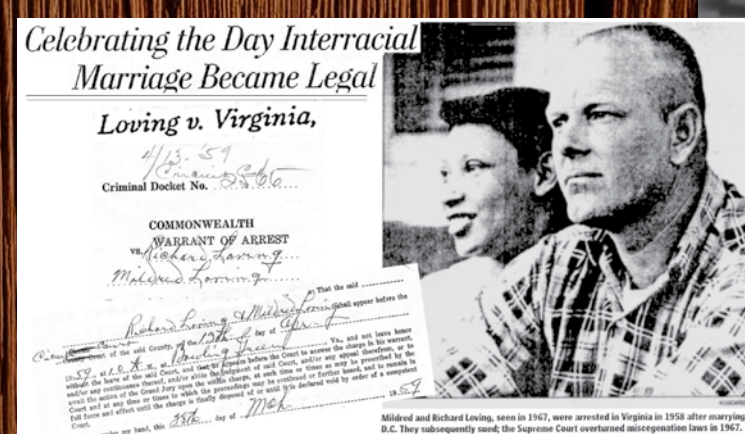 Celebrating the Day Interracial
Marriage Became Legal
Loving v. Virginia,
4/13-'59
Criminal Docket No.
COMMONWEALTH
WARRANT OF ARREST
vs. Richard Loving
Mildred Loving
That the said
Richard Loving & Mildred Loving shall appear before the
Court of the said County, on the 13th day of April
1959, at 10 A. M., at Bowling Green, Va., and not leave hence
without the leave of the said Court, and that appear before the Court to answer the charge in his warrant,
and/or any continuance thereof, and/or abide the judgment of said Court, and/or any appeal therefrom, or to
await the action of the Grand Jury upon the within charge, at such time or times as may be prescribed by the
Court and at any time or times to which the proceedings may be continued or further heard, and to remain in
full force and effect until the charge is finally disposed of or until it is declared void by order of a competent
Court.
under my hand, this day of 1959
Mildred and Richard Loving, seen in 1967, were arrested in Virginia in 1958 after marrying
D.C. They subsequently sued; the Supreme Court overturned miscegenation laws in 1967.